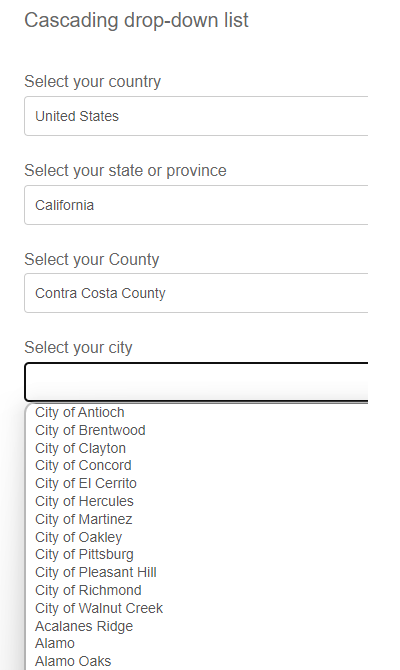 Cascading drop-down list
Select your country
United States
Select your state or province
California
Select your County
Contra Costa County
Select your city
City of Antioch
City of Brentwood
City of Clayton
City of Concord
City of El Cerrito
City of Hercules
City of Martinez
City of Oakley
City of Pittsburg
City of Pleasant Hill
City of Richmond
City of Walnut Creek
Acalanes Ridge
Alamo
Alamo Oaks